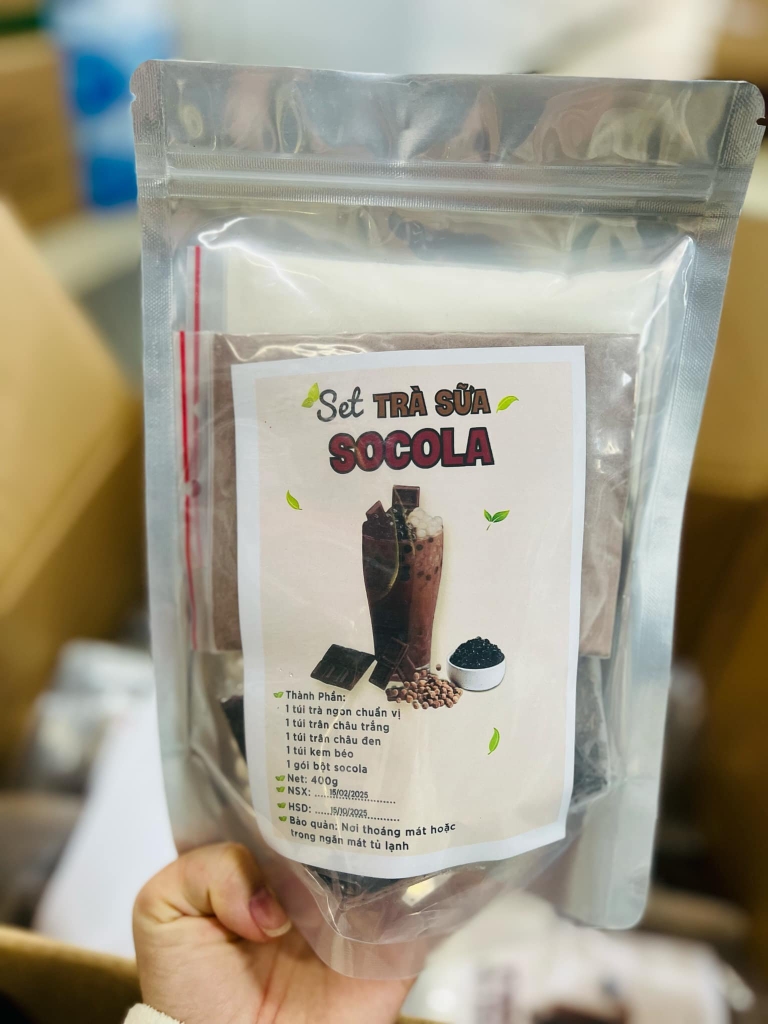 Set TRÀ SỮA
SOCOLA
Thành Phần:
1 túi trà ngon chuẩn vị
1 túi trân châu trắng
1 túi trân châu đen
1 túi kem béo
1 gói bột socola
Net: 400g
NSX: ....15/02/2025................
HSD: ....15/10/2025................
Bảo quản: Nơi thoáng mát hoặc
trong ngăn mát tủ lạnh